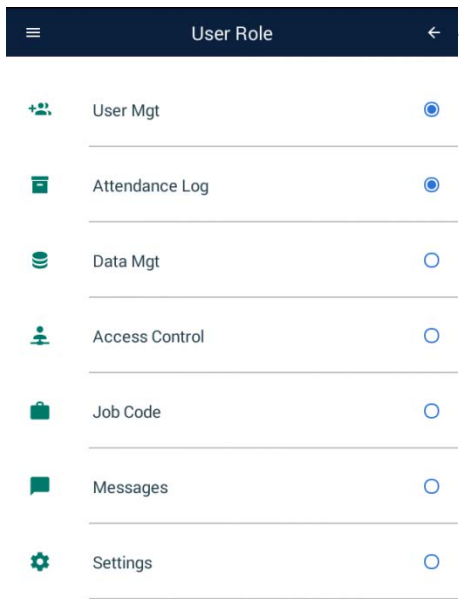 User Role
User Mgt
Attendance Log
Data Mgt
Access Control
Job Code
Messages
Settings